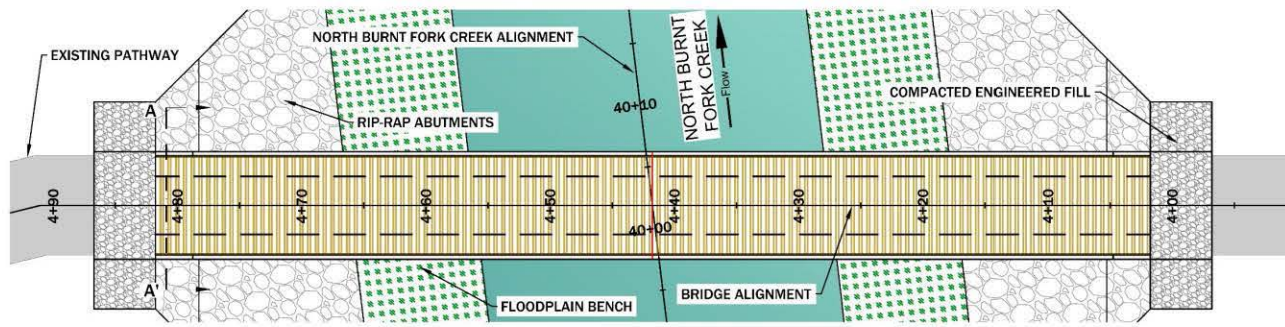 EXISTING PATHWAY
NORTH BURNT FORK CREEK ALIGNMENT
NORTH BURNT
FORK CREEK
Flow
COMPACTED ENGINEERED FILL
A
RIP-RAP ABUTMENTS
40+10
4+90
4+80
4+70
4+60
4+50
4+40
4+30
4+20
4+10
4+00
40+00
A'
FLOODPLAIN BENCH
BRIDGE ALIGNMENT